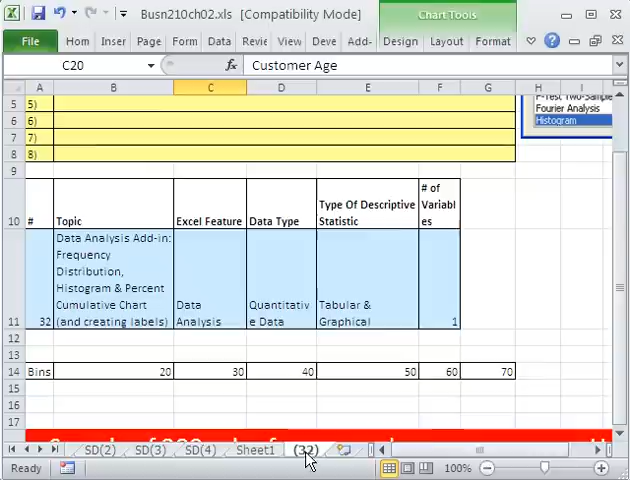 Busn210ch02.xls [Compatibility Mode]
Chart Tools
File Hom Inser Page Form Data Revie View Deve Add- Design Layout Format
C20 fx Customer Age
A B C D E F G H I
5 5)
6 6)
7 7)
8 8)
F-Test Two-Sample
Fourier Analysis
Histogram
9
10 # Topic Excel Feature Data Type Type Of Descriptive Statistic # of Variabl es
11 32 Data Analysis Add-in: Frequency Distribution, Histogram & Percent Cumulative Chart (and creating labels) Data Analysis Quantitativ e Data Tabular & Graphical 1
12
13
14 Bins 20 30 40 50 60 70
15
16
17
SD(2) SD(3) SD(4) Sheet1 (32)
Ready 100%